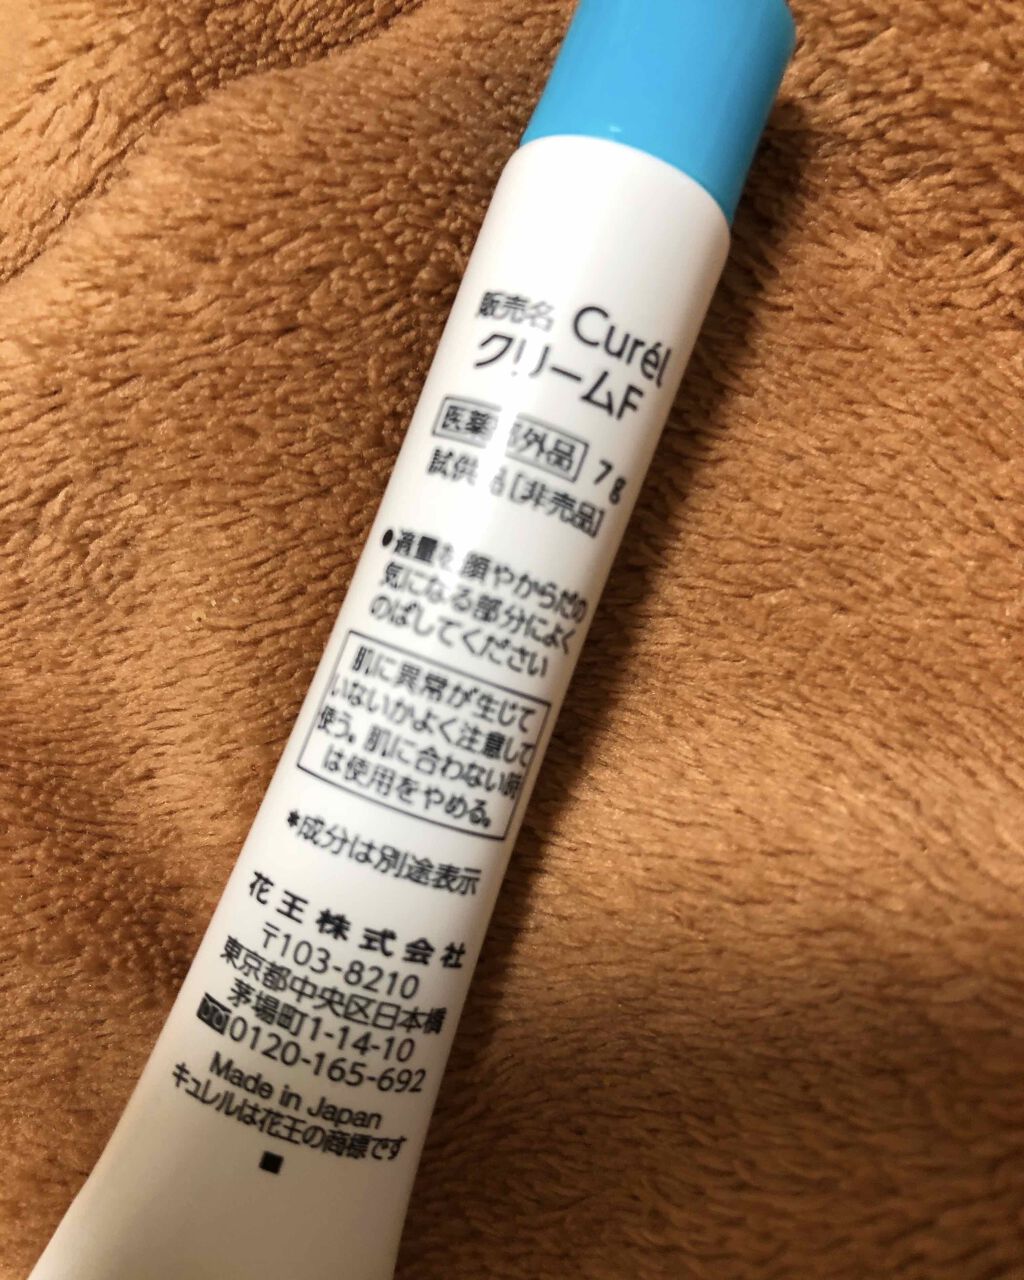 販売名 Curél
クリームF
医薬部外品 7g
試供品[非売品]
●適量を顔やからだの
気になる部分によく
のばしてください
肌に異常が生じて
いないかよく注意して
使う。肌に合わない時
は使用をやめる。
*成分は別途表示
花王株式会社
〒103-8210
東京都中央区日本橋
茅場町1-14-10
0120-165-692
Made in Japan
キュレルは花王の商標です